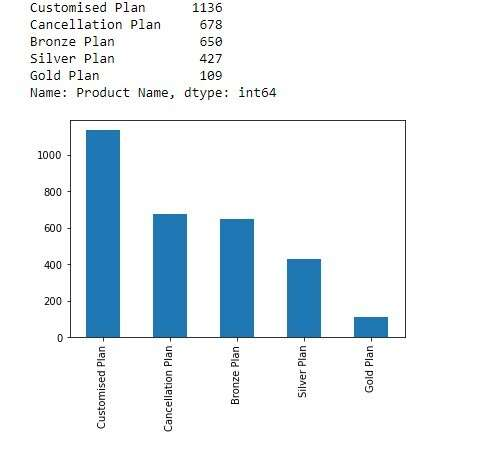 Customised Plan 1136
Cancellation Plan 678
Bronze Plan 650
Silver Plan 427
Gold Plan 109
Name: Product Name, dtype: int64
1000
800
600
400
200
0
Customised Plan
Cancellation Plan
Bronze Plan
Silver Plan
Gold Plan